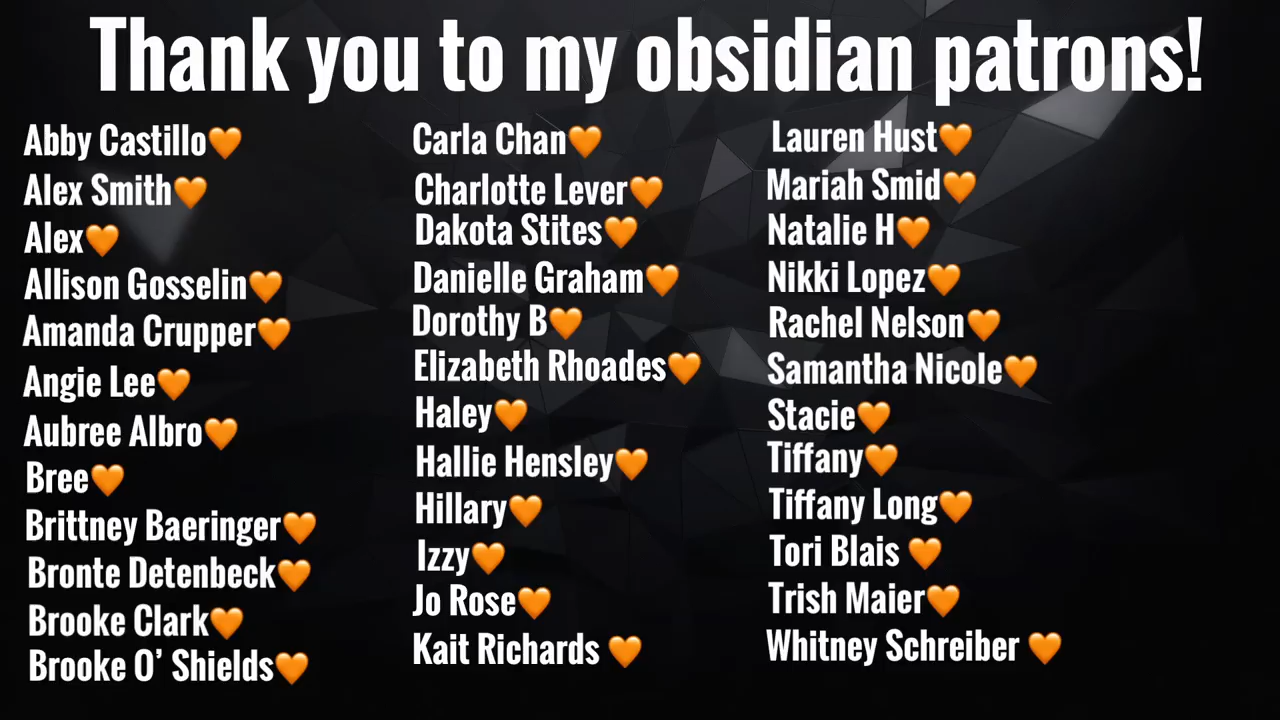 Thank you to my obsidian patrons!
Abby Castillo🧡
Alex Smith🧡
Alex🧡
Allison Gosselin🧡
Amanda Crupper🧡
Angie Lee🧡
Aubree Albro🧡
Bree🧡
Brittney Baeringer🧡
Bronte Detenbeck🧡
Brooke Clark🧡
Brooke O’ Shields🧡
Carla Chan🧡
Charlotte Lever🧡
Dakota Stites🧡
Danielle Graham🧡
Dorothy B🧡
Elizabeth Rhoades🧡
Haley🧡
Hallie Hensley🧡
Hillary🧡
Izzy🧡
Jo Rose🧡
Kait Richards 🧡
Lauren Hust🧡
Mariah Smid🧡
Natalie H🧡
Nikki Lopez🧡
Rachel Nelson🧡
Samantha Nicole🧡
Stacie🧡
Tiffany🧡
Tiffany Long🧡
Tori Blais 🧡
Trish Maier🧡
Whitney Schreiber 🧡